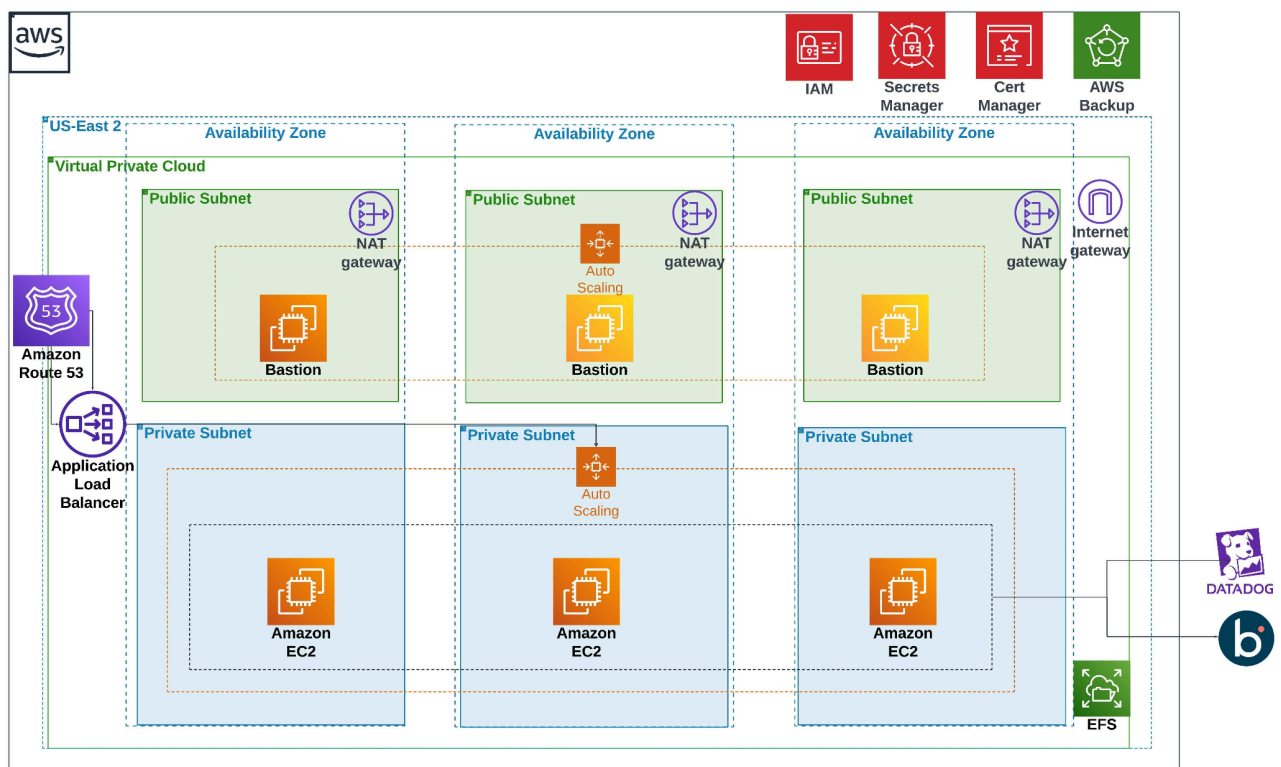 aws
IAM
Secrets
Manager
Cert
Manager
AWS
Backup
US-East 2
Availability Zone
Availability Zone
Availability Zone
Virtual Private Cloud
Public Subnet
NAT
gateway
Public Subnet
NAT
gateway
Public Subnet
NAT
gateway
Internet
gateway
Auto
Scaling
53
Amazon
Route 53
Bastion
Bastion
Bastion
Application
Load
Balancer
Private Subnet
Private Subnet
Private Subnet
Auto
Scaling
Amazon
EC2
Amazon
EC2
Amazon
EC2
DATADOG
b
EFS